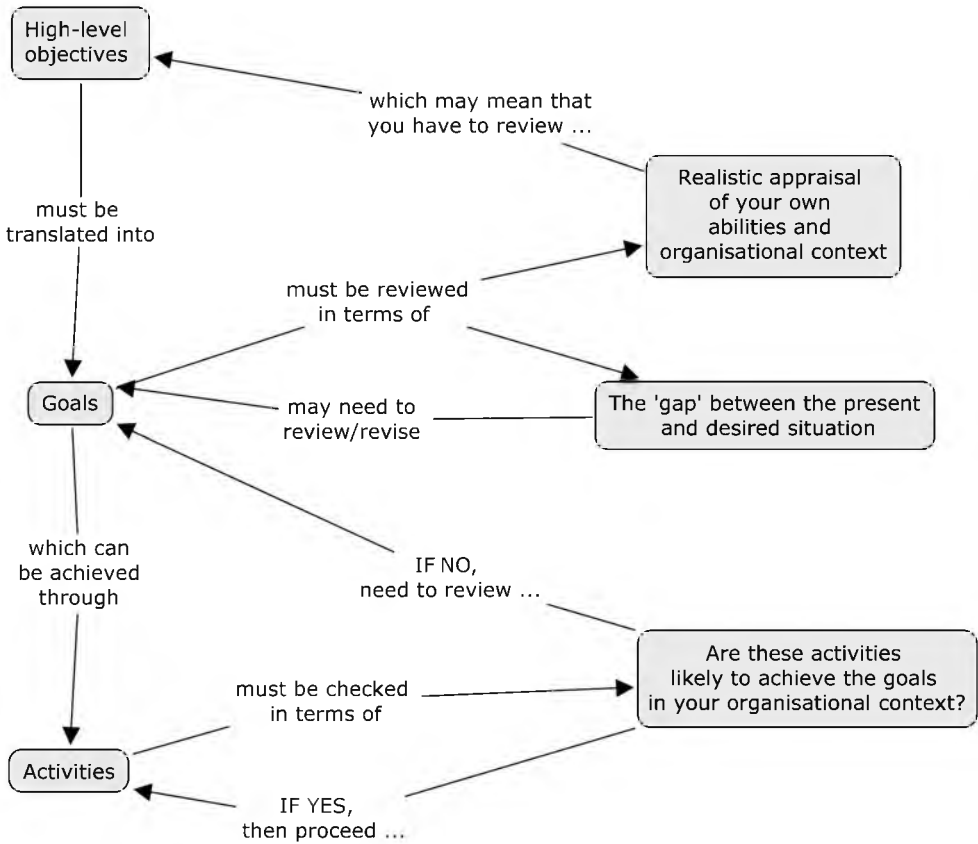 High-level
objectives
which may mean that
you have to review ...
Realistic appraisal
of your own
abilities and
organisational context
must be
translated into
must be reviewed
in terms of
Goals
may need to
review/revise
The 'gap' between the present
and desired situation
which can
be achieved
through
IF NO,
need to review ...
Are these activities
likely to achieve the goals
in your organisational context?
must be checked
in terms of
Activities
IF YES,
then proceed ...